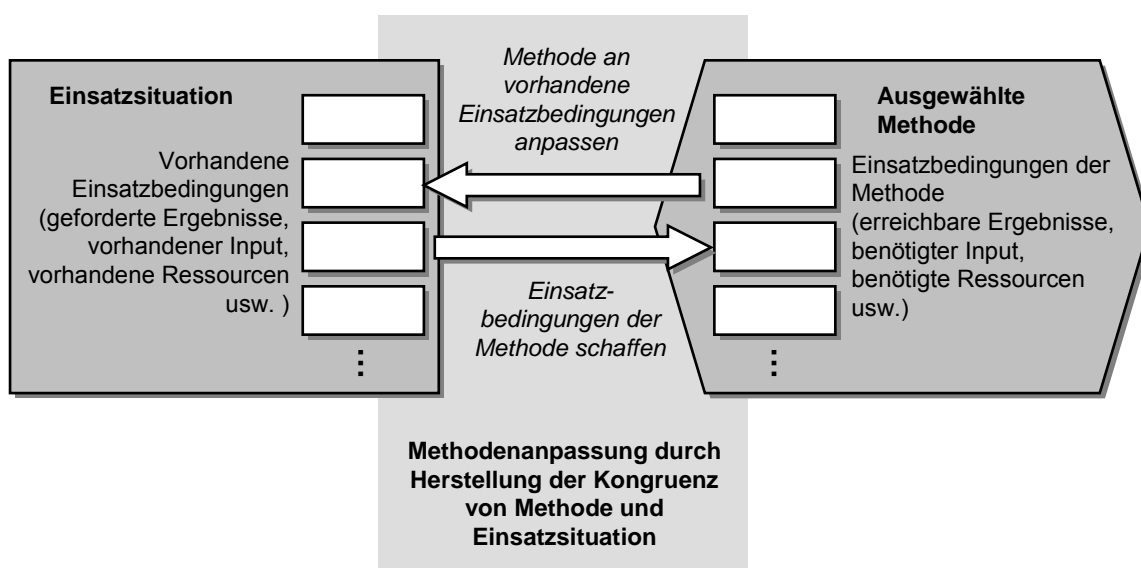 Einsatzsituation
Vorhandene
Einsatzbedingungen
(geforderte Ergebnisse,
vorhandener Input,
vorhandene Ressourcen
usw. )
⋮
Methode an
vorhandene
Einsatzbedingungen
anpassen
Einsatz-
bedingungen der
Methode schaffen
Ausgewählte
Methode
Einsatzbedingungen der
Methode
(erreichbare Ergebnisse,
benötigter Input,
benötigte Ressourcen
usw.)
⋮
Methodenanpassung durch
Herstellung der Kongruenz
von Methode und
Einsatzsituation